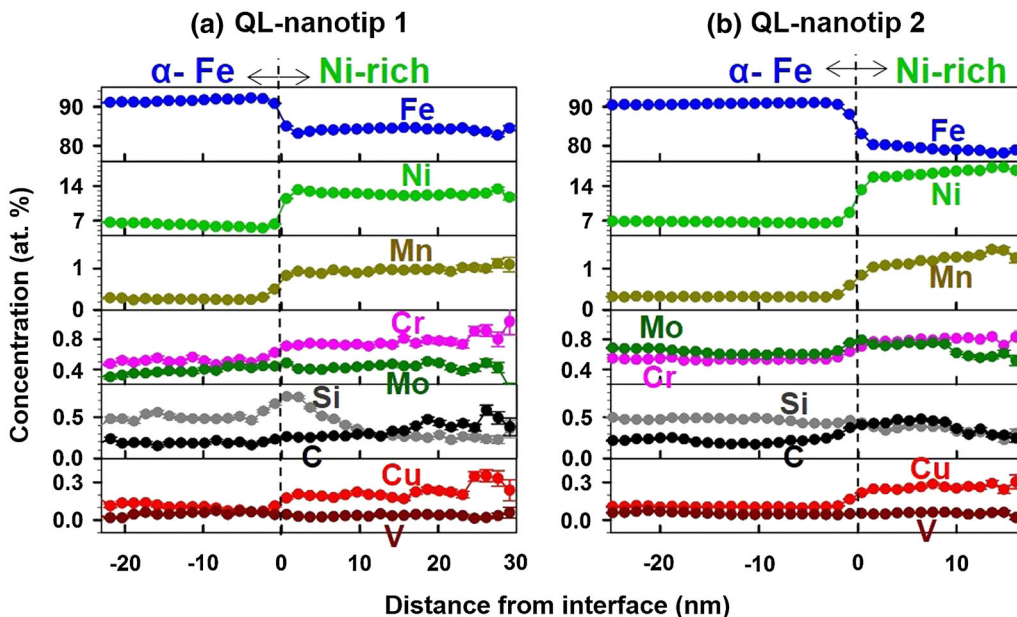 (a) QL-nanotip 1
(b) QL-nanotip 2
α- Fe Ni-rich
α- Fe Ni-rich
Concentration (at. %)
90
80
Fe
14
7
Ni
1
0
Mn
0.8
0.4
Cr
Mo
0.5
0.0
Si
C
0.3
0.0
Cu
V
-20 -10 0 10 20 30
90
80
Fe
14
7
Ni
1
0
Mn
0.8
0.4
Mo
Cr
0.5
0.0
Si
C
0.3
0.0
Cu
V
-20 -10 0 10
Distance from interface (nm)